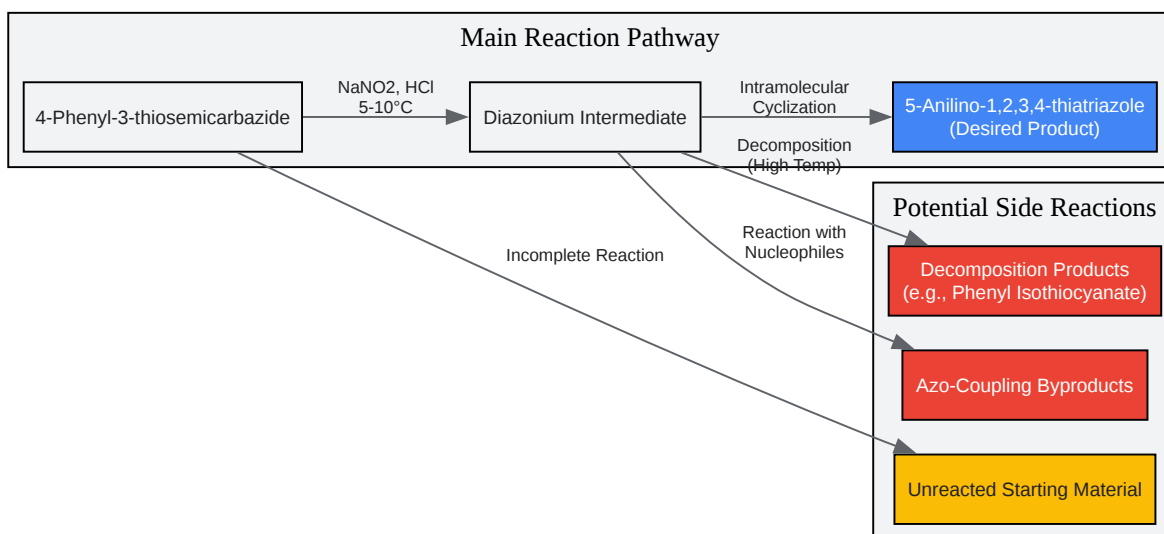 Main Reaction Pathway
4-Phenyl-3-thiosemicarbazide
NaNO2, HCl
5-10°C
Diazonium Intermediate
Intramolecular
Cyclization
5-Anilino-1,2,3,4-thiatriazole
(Desired Product)
Decomposition
(High Temp)
Potential Side Reactions
Reaction with
Nucleophiles
Incomplete Reaction
Decomposition Products
(e.g., Phenyl Isothiocyanate)
Azo-Coupling Byproducts
Unreacted Starting Material